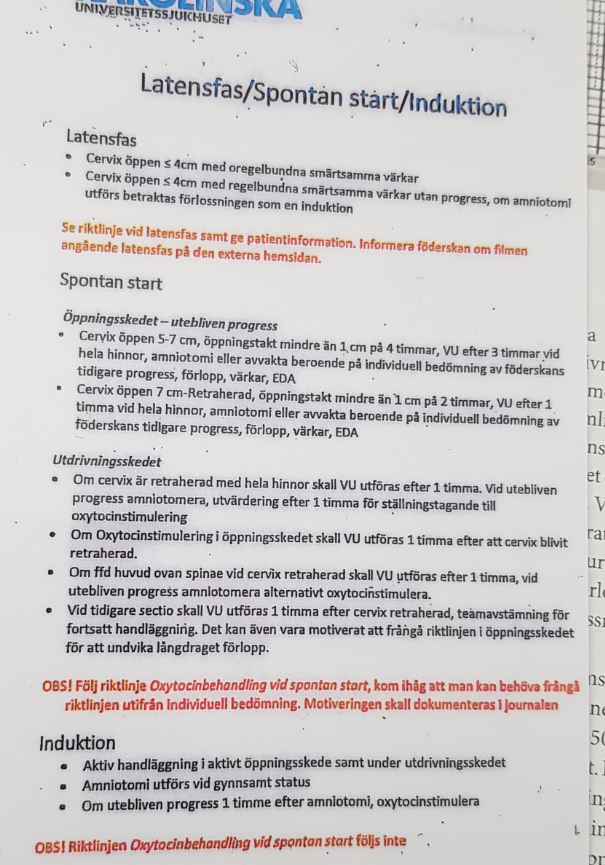 KAROLINSKA
UNIVERSITETSSJUKHUSET
Latensfas/Spontan start/Induktion
Latensfas
• Cervix öppen ≤ 4cm med oregelbundna smärtsamma värkar
• Cervix öppen ≤ 4cm med regelbundna smärtsamma värkar utan progress, om amniotomi
utförs betraktas förlossningen som en induktion
Se riktlinje vid latensfas samt ge patientinformation. Informera föderskan om filmen
angående latensfas på den externa hemsidan.
Spontan start
Öppningsskedet – utebliven progress
• Cervix öppen 5-7 cm, öppningstakt mindre än 1 cm på 4 timmar, VU efter 3 timmar vid
hela hinnor, amniotomi eller avvakta beroende på individuell bedömning av föderskans
tidigare progress, förlopp, värkar, EDA
• Cervix öppen 7 cm-Retraherad, öppningstakt mindre än 1 cm på 2 timmar, VU efter 1
timma vid hela hinnor, amniotomi eller avvakta beroende på individuell bedömning av
föderskans tidigare progress, förlopp, värkar, EDA
Utdrivningsskedet
• Om cervix är retraherad med hela hinnor skall VU utföras efter 1 timma. Vid utebliven
progress amniotomera, utvärdering efter 1 timma för ställningstagande till
oxytocinstimulering
• Om Oxytocinstimulering i öppningsskedet skall VU utföras 1 timma efter att cervix blivit
retraherad.
• Om ffd huvud ovan spinae vid cervix retraherad skall VU utföras efter 1 timma, vid
utebliven progress amniotomera alternativt oxytocinstimulera.
• Vid tidigare sectio skall VU utföras 1 timma efter cervix retraherad, teamavstämning för
fortsatt handläggning. Det kan även vara motiverat att frångå riktlinjen i öppningsskedet
för att undvika långdraget förlopp.
OBS! Följ riktlinje Oxytocinbehandling vid spontan start, kom ihåg att man kan behöva frångå
riktlinjen utifrån individuell bedömning. Motiveringen skall dokumenteras i journalen
Induktion
• Aktiv handläggning i aktivt öppningsskede samt under utdrivningsskedet
• Amniotomi utförs vid gynnsamt status
• Om utebliven progress 1 timme efter amniotomi, oxytocinstimulera
OBS! Riktlinjen Oxytocinbehandling vid spontan start följs inte